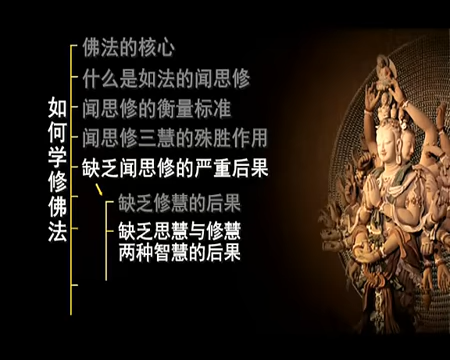 如何学修佛法
佛法的核心
什么是如法的闻思修
闻思修的衡量标准
闻思修三慧的殊胜作用
缺乏闻思修的严重后果
缺乏修慧的后果
缺乏思慧与修慧
两种智慧的后果